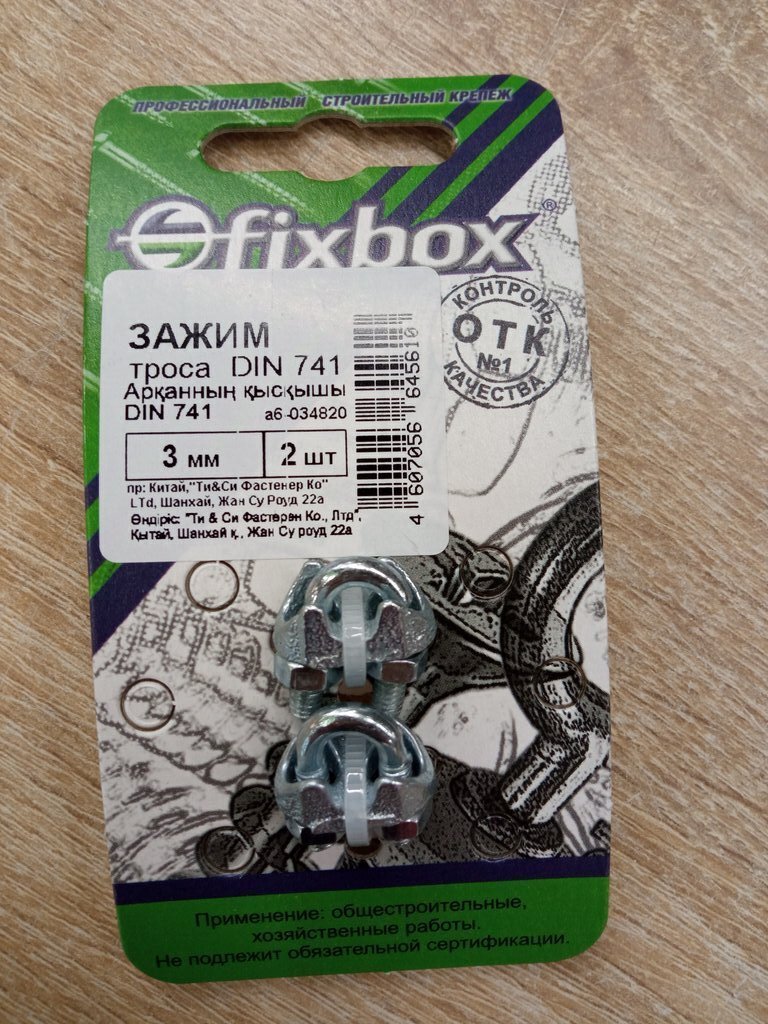 ПРОФЕССИОНАЛЬНЫЙ СТРОИТЕЛЬНЫЙ КРЕПЕЖ
fixbox®
КОНТРОЛЬ
ОТК
№1
КАЧЕСТВА
ЗАЖИМ
троса DIN 741
Арқанның қысқышы
DIN 741 а6-034820
3 мм 2 шт
пр: Китай,"Ти&Си Фастенер Ко"
LTd, Шанхай, Жан Су Роуд 22а
Өндіріс: "Ти & Си Фастерэн Ко., Лтд",
Қытай, Шанхай қ., Жан Су роуд 22а
4 607056 645610
Применение: общестроительные,
хозяйственные работы.
Не подлежит обязательной сертификации.